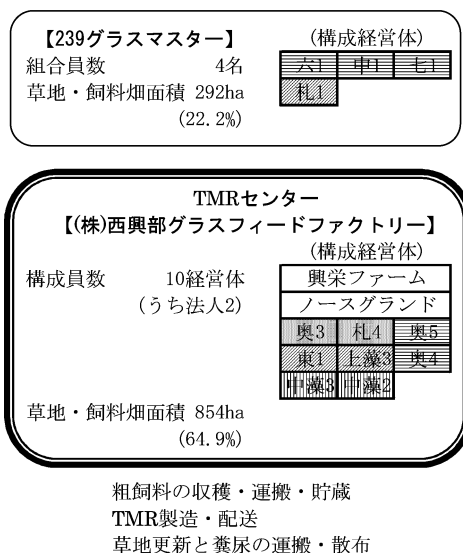 【239グラスマスター】 (構成経営体)
組合員数 4名 六1 中1 七1
草地・飼料畑面積 292ha 札1
(22.2%)
TMRセンター
【(株)西興部グラスフィードファクトリー】
(構成経営体)
構成員数 10経営体 興栄ファーム
(うち法人2) ノースグランド
奥3 札4 奥5
東1 上藻3 奥4
中藻3 中藻2
草地・飼料畑面積 854ha
(64.9%)
粗飼料の収穫・運搬・貯蔵
TMR製造・配送
草地更新と糞尿の運搬・散布